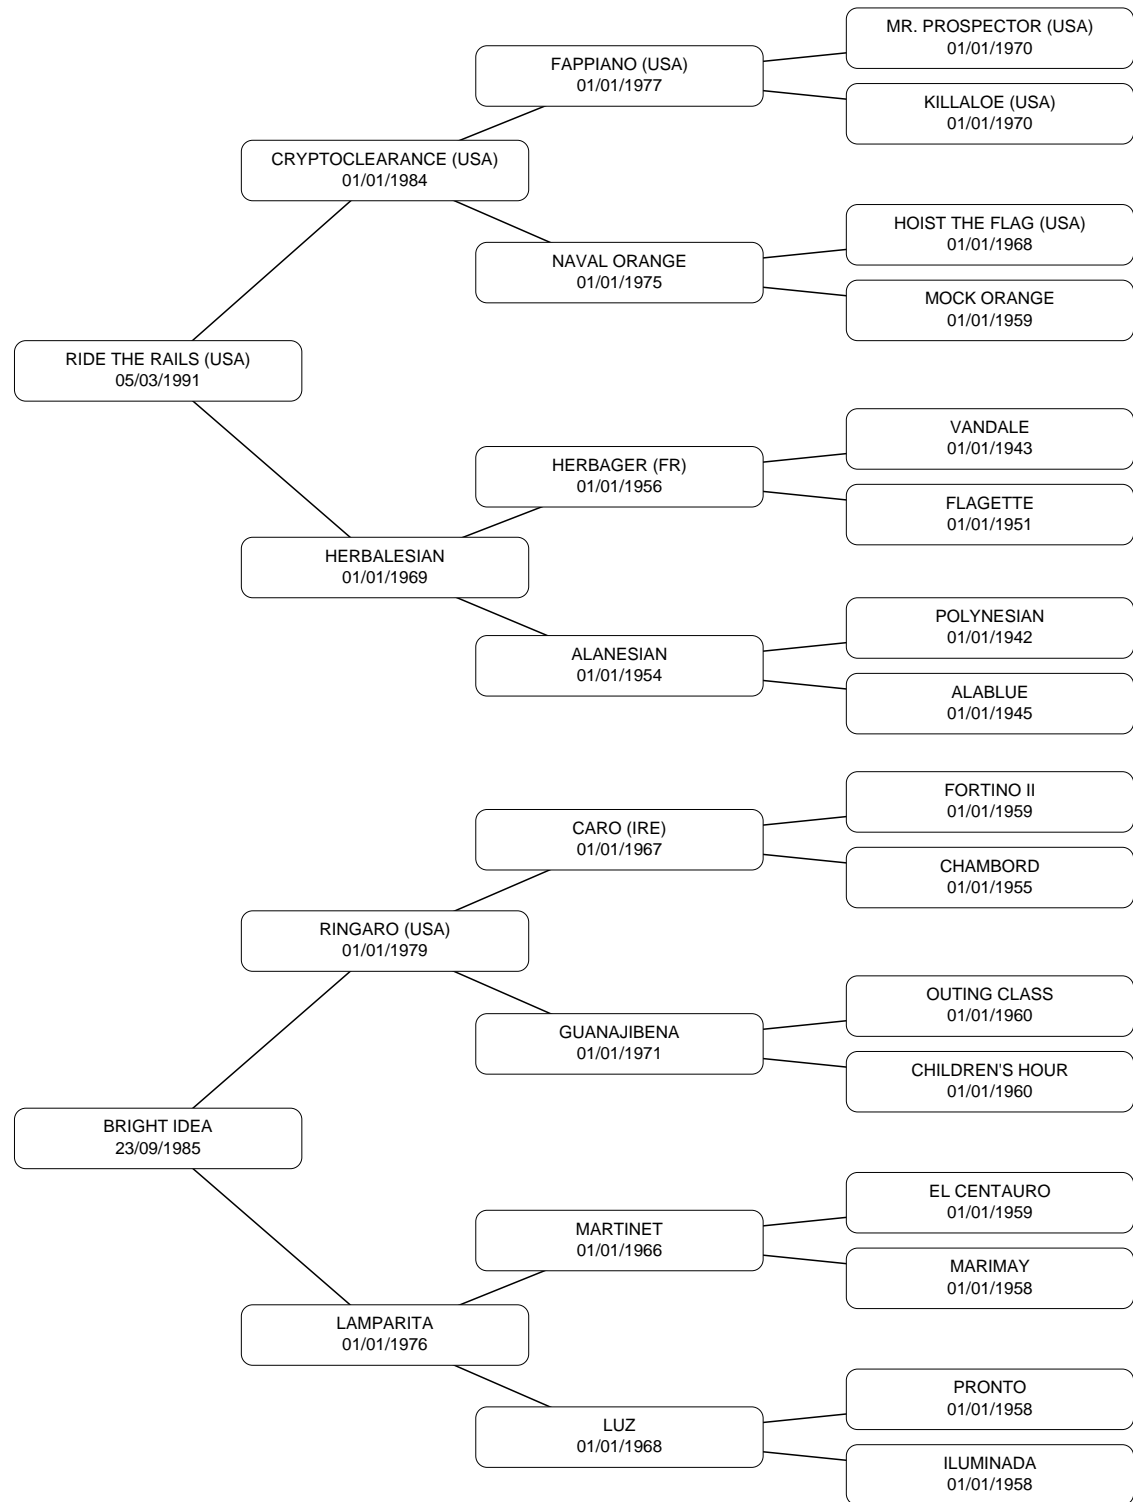 MR. PROSPECTOR (USA)
01/01/1970
FAPPIANO (USA)
01/01/1977
KILLALOE (USA)
01/01/1970
CRYPTOCLEARANCE (USA)
01/01/1984
HOIST THE FLAG (USA)
01/01/1968
NAVAL ORANGE
01/01/1975
MOCK ORANGE
01/01/1959
RIDE THE RAILS (USA)
05/03/1991
VANDALE
01/01/1943
HERBAGER (FR)
01/01/1956
FLAGETTE
01/01/1951
HERBALESIAN
01/01/1969
POLYNESIAN
01/01/1942
ALANESIAN
01/01/1954
ALABLUE
01/01/1945
FORTINO II
01/01/1959
CARO (IRE)
01/01/1967
CHAMBORD
01/01/1955
RINGARO (USA)
01/01/1979
OUTING CLASS
01/01/1960
GUANAJIBENA
01/01/1971
CHILDREN'S HOUR
01/01/1960
BRIGHT IDEA
23/09/1985
EL CENTAURO
01/01/1959
MARTINET
01/01/1966
MARIMAY
01/01/1958
LAMPARITA
01/01/1976
PRONTO
01/01/1958
LUZ
01/01/1968
ILUMINADA
01/01/1958